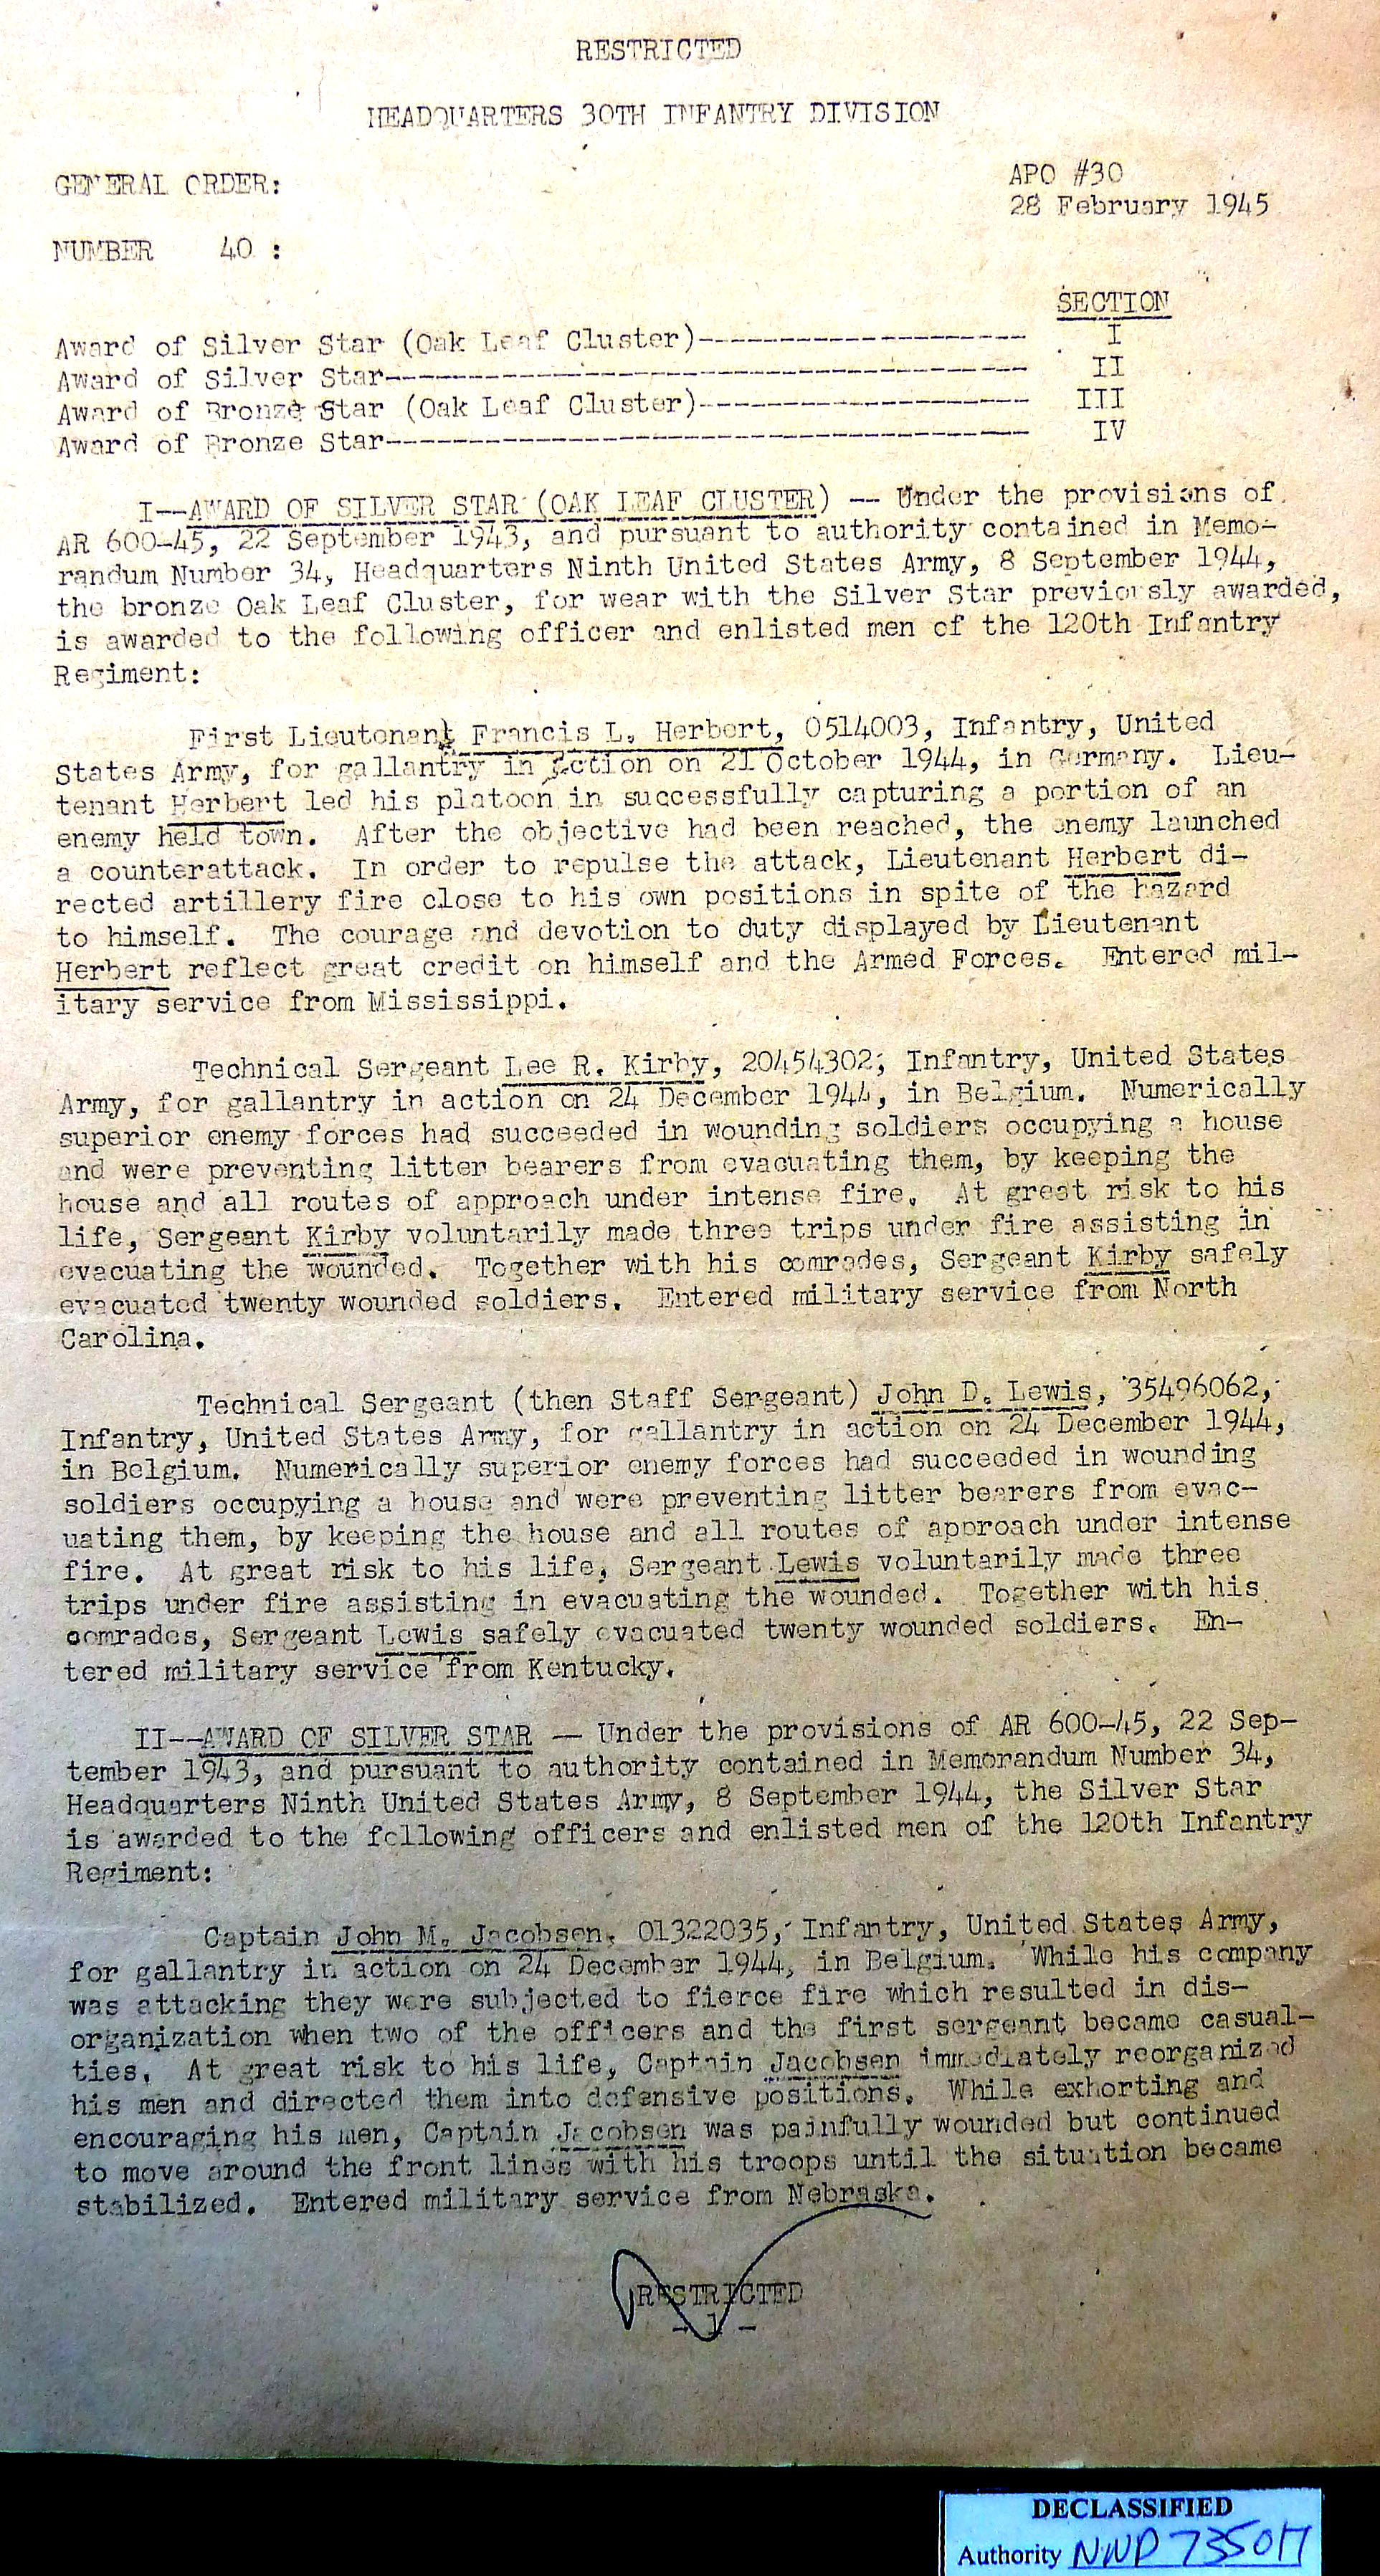 RESTRICTED
HEADQUARTERS 30TH INFANTRY DIVISION
GENERAL ORDER:
APO #30
28 February 1945
NUMBER 40 :
SECTION
Award of Silver Star (Oak Leaf Cluster)-------------------- I
Award of Silver Star--------------------------------------- II
Award of Bronze Star (Oak Leaf Cluster)-------------------- III
Award of Bronze Star--------------------------------------- IV
I--AWARD OF SILVER STAR (OAK LEAF CLUSTER) -- Under the provisions of
AR 600-45, 22 September 1943, and pursuant to authority contained in Memo-
randum Number 34, Headquarters Ninth United States Army, 8 September 1944,
the bronze Oak Leaf Cluster, for wear with the Silver Star previously awarded,
is awarded to the following officer and enlisted men of the 120th Infantry
Regiment:
First Lieutenant Francis L. Herbert, 0514003, Infantry, United
States Army, for gallantry in action on 21 October 1944, in Germany. Lieu-
tenant Herbert led his platoon in successfully capturing a portion of an
enemy held town. After the objective had been reached, the enemy launched
a counterattack. In order to repulse the attack, Lieutenant Herbert di-
rected artillery fire close to his own positions in spite of the hazard
to himself. The courage and devotion to duty displayed by Lieutenant
Herbert reflect great credit on himself and the Armed Forces. Entered mil-
itary service from Mississippi.
Technical Sergeant Lee R. Kirby, 20454302, Infantry, United States
Army, for gallantry in action on 24 December 1944, in Belgium. Numerically
superior enemy forces had succeeded in wounding soldiers occupying a house
and were preventing litter bearers from evacuating them, by keeping the
house and all routes of approach under intense fire. At great risk to his
life, Sergeant Kirby voluntarily made three trips under fire assisting in
evacuating the wounded. Together with his comrades, Sergeant Kirby safely
evacuated twenty wounded soldiers. Entered military service from North
Carolina.
Technical Sergeant (then Staff Sergeant) John D. Lewis, 35496062,
Infantry, United States Army, for gallantry in action on 24 December 1944,
in Belgium. Numerically superior enemy forces had succeeded in wounding
soldiers occupying a house and were preventing litter bearers from evac-
uating them, by keeping the house and all routes of approach under intense
fire. At great risk to his life, Sergeant Lewis voluntarily made three
trips under fire assisting in evacuating the wounded. Together with his
comrades, Sergeant Lewis safely evacuated twenty wounded soldiers. En-
tered military service from Kentucky.
II--AWARD OF SILVER STAR -- Under the provisions of AR 600-45, 22 Sep-
tember 1943, and pursuant to authority contained in Memorandum Number 34,
Headquarters Ninth United States Army, 8 September 1944, the Silver Star
is awarded to the following officers and enlisted men of the 120th Infantry
Regiment:
Captain John M. Jacobsen, 01322035, Infantry, United States Army,
for gallantry in action on 24 December 1944, in Belgium. While his company
was attacking they were subjected to fierce fire which resulted in dis-
organization when two of the officers and the first sergeant became casual-
ties. At great risk to his life, Captain Jacobsen immediately reorganized
his men and directed them into defensive positions. While exhorting and
encouraging his men, Captain Jacobsen was painfully wounded but continued
to move around the front lines with his troops until the situation became
stabilized. Entered military service from Nebraska.
RESTRICTED
- 1 -
DECLASSIFIED
Authority NND 735017